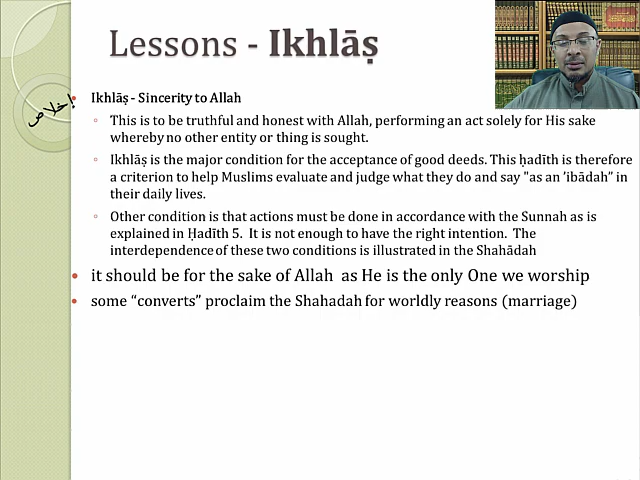 Lessons - Ikhlāṣ
إخلاص
Ikhlāṣ - Sincerity to Allah
This is to be truthful and honest with Allah, performing an act solely for His sake
whereby no other entity or thing is sought.
Ikhlāṣ is the major condition for the acceptance of good deeds. This ḥadīth is therefore
a criterion to help Muslims evaluate and judge what they do and say "as an 'ibādah" in
their daily lives.
Other condition is that actions must be done in accordance with the Sunnah as is
explained in Ḥadīth 5. It is not enough to have the right intention. The
interdependence of these two conditions is illustrated in the Shahādah
it should be for the sake of Allah as He is the only One we worship
some “converts” proclaim the Shahadah for worldly reasons (marriage)